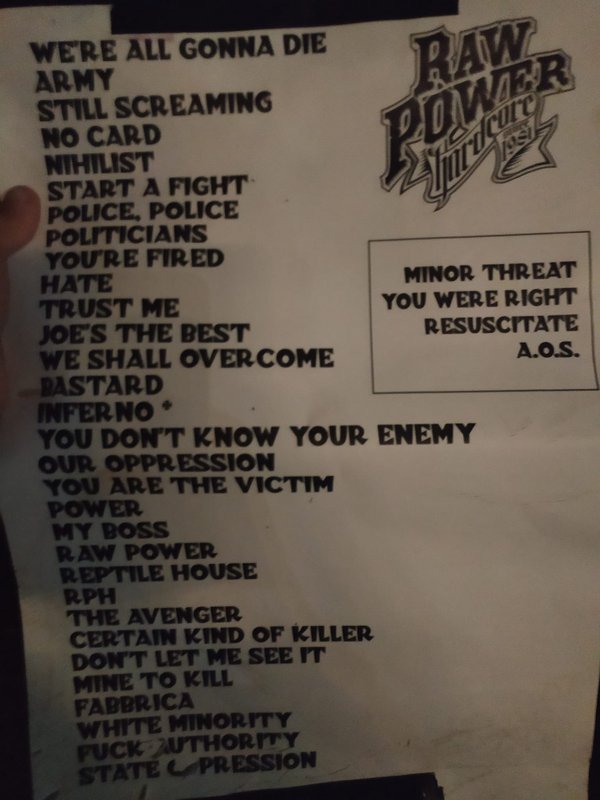 WE'RE ALL GONNA DIE
ARMY
STILL SCREAMING
NO CARD
NIHILIST
START A FIGHT
POLICE, POLICE
POLITICIANS
YOU'RE FIRED
HATE
TRUST ME
JOE'S THE BEST
WE SHALL OVERCOME
BASTARD
INFERNO *
YOU DON'T KNOW YOUR ENEMY
OUR OPPRESSION
YOU ARE THE VICTIM
POWER
MY BOSS
RAW POWER
REPTILE HOUSE
RPH
THE AVENGER
CERTAIN KIND OF KILLER
DON'T LET ME SEE IT
MINE TO KILL
FABBRICA
WHITE MINORITY
FUCK AUTHORITY
STATE OPPRESSION
RAW
POWER
hardcore
SINCE
1981
MINOR THREAT
YOU WERE RIGHT
RESUSCITATE
A.O.S.